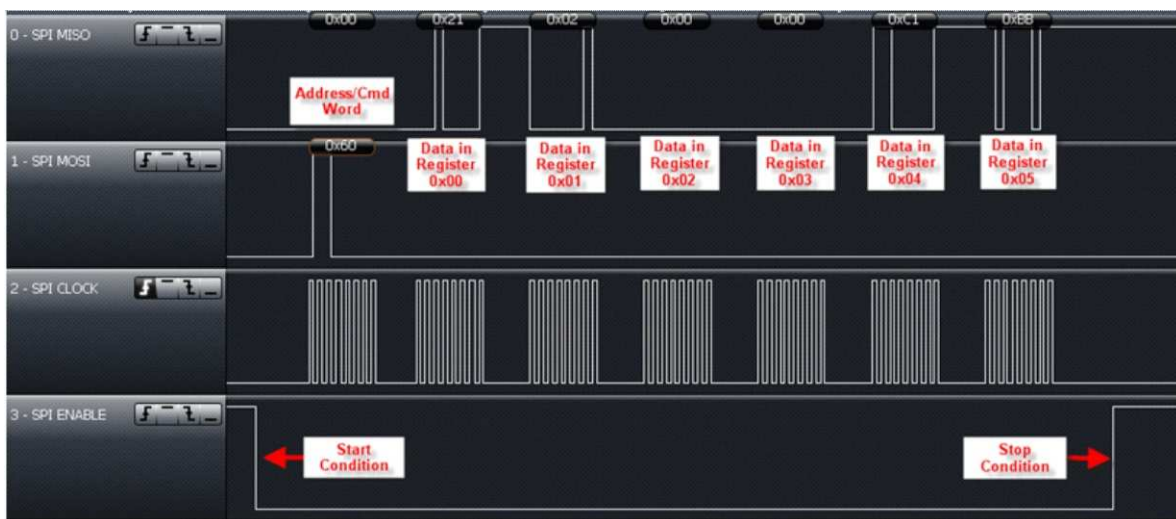 0x00 0x21 0x02 0x00 0x00 0xC1 0xBB
0 - SPI MISO
Address/Cmd
Word
1 - SPI MOSI
0x60
Data in
Register
0x00
Data in
Register
0x01
Data in
Register
0x02
Data in
Register
0x03
Data in
Register
0x04
Data in
Register
0x05
2 - SPI CLOCK
3 - SPI ENABLE
Start
Condition
Stop
Condition